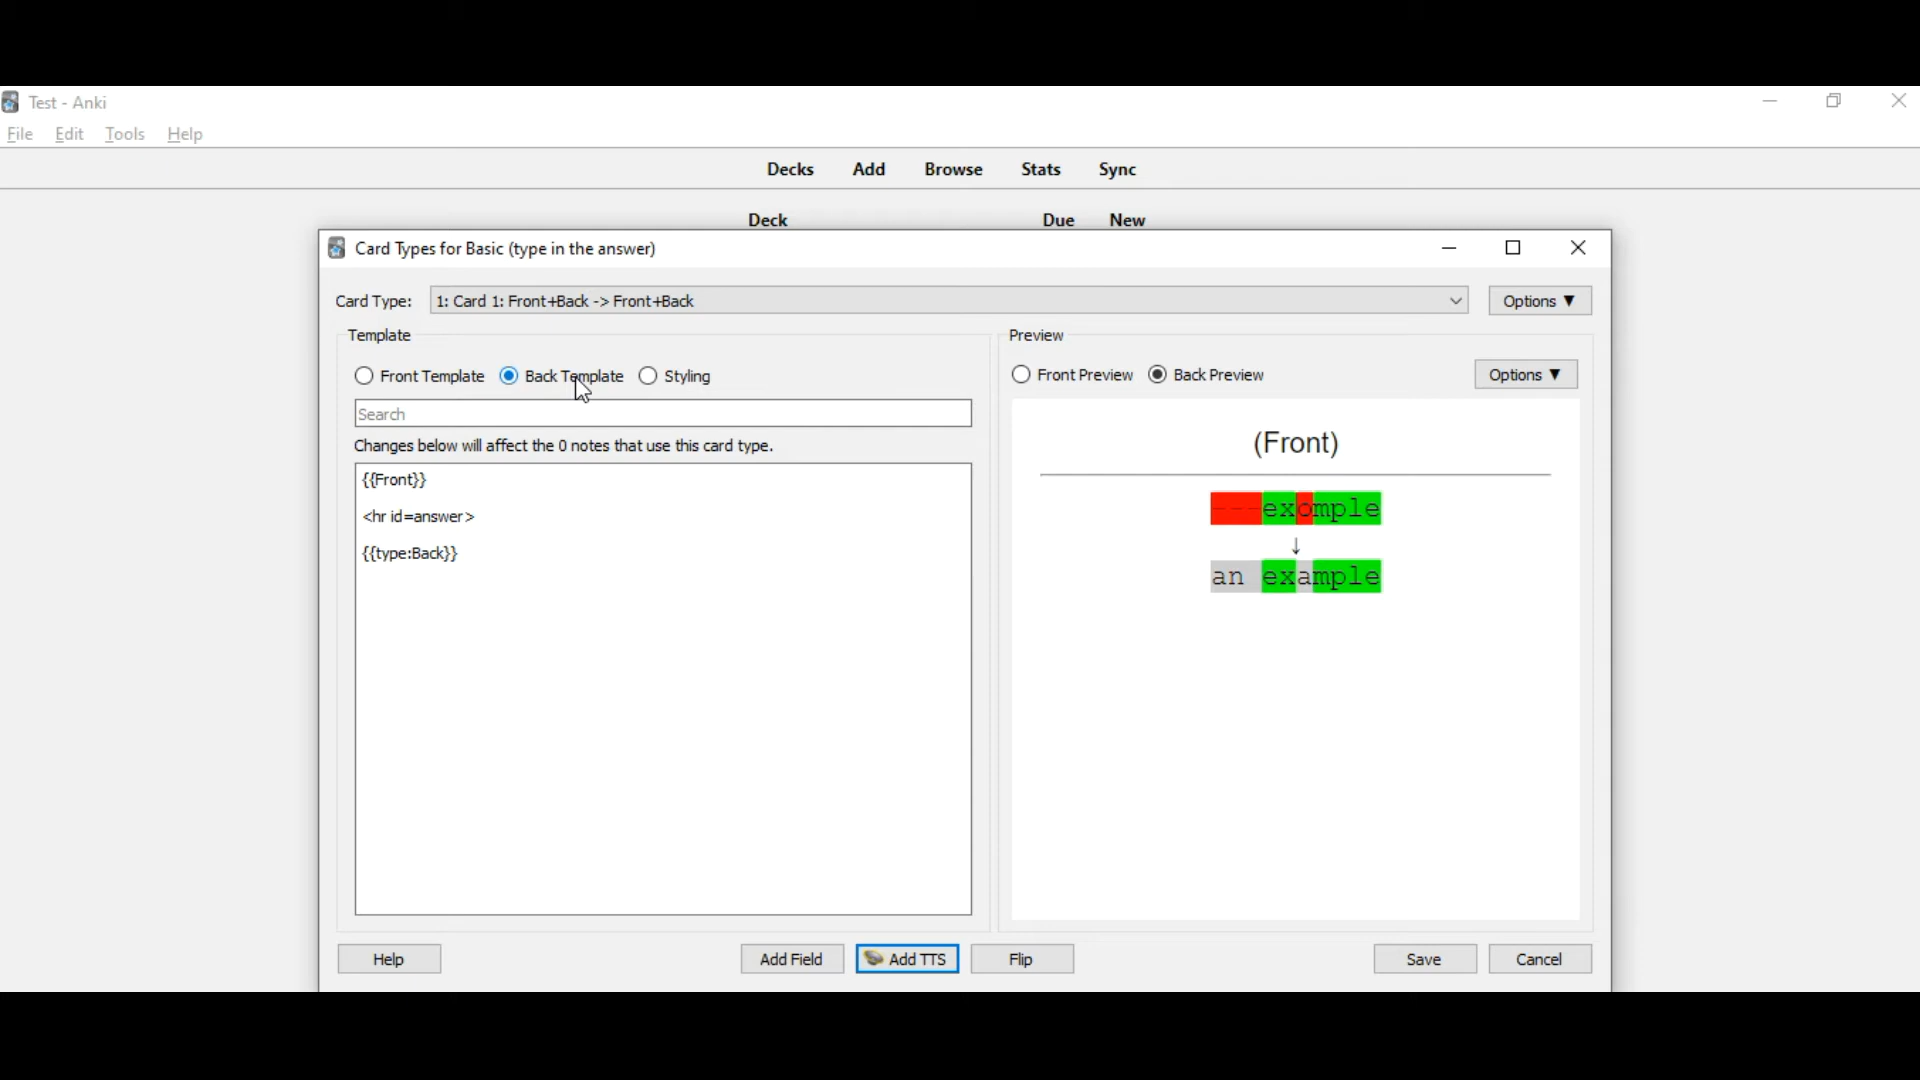 Test - Anki
File Edit Tools Help
Decks Add Browse Stats Sync
Deck Due New
Card Types for Basic (type in the answer)
Card Type: 1: Card 1: Front+Back -> Front+Back Options ▼
Template
Front Template Back Template Styling
Search
Changes below will affect the 0 notes that use this card type.
{{Front}}
<hr id=answer>
{{type:Back}}
Preview
Front Preview Back Preview Options ▼
(Front)
---exomple
↓
an example
Help Add Field Add TTS Flip Save Cancel